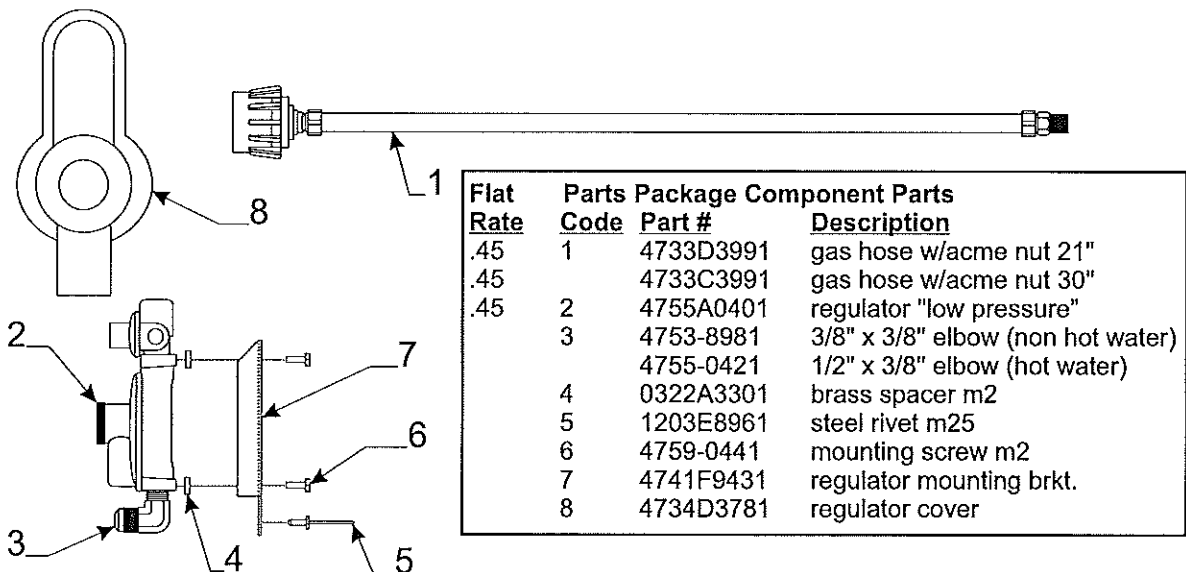 1
8
2
7
6
3
4
5
Flat Parts Package Component Parts
Rate Code Part # Description
.45 1 4733D3991 gas hose w/acme nut 21"
.45 4733C3991 gas hose w/acme nut 30"
.45 2 4755A0401 regulator "low pressure"
3 4753-8981 3/8" x 3/8" elbow (non hot water)
4755-0421 1/2" x 3/8" elbow (hot water)
4 0322A3301 brass spacer m2
5 1203E8961 steel rivet m25
6 4759-0441 mounting screw m2
7 4741F9431 regulator mounting brkt.
8 4734D3781 regulator cover